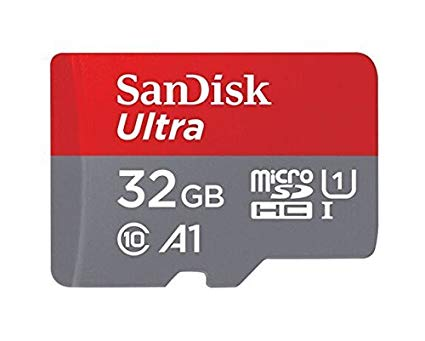 SanDisk
Ultra
32GB
micro SD HC I U1
10 A1